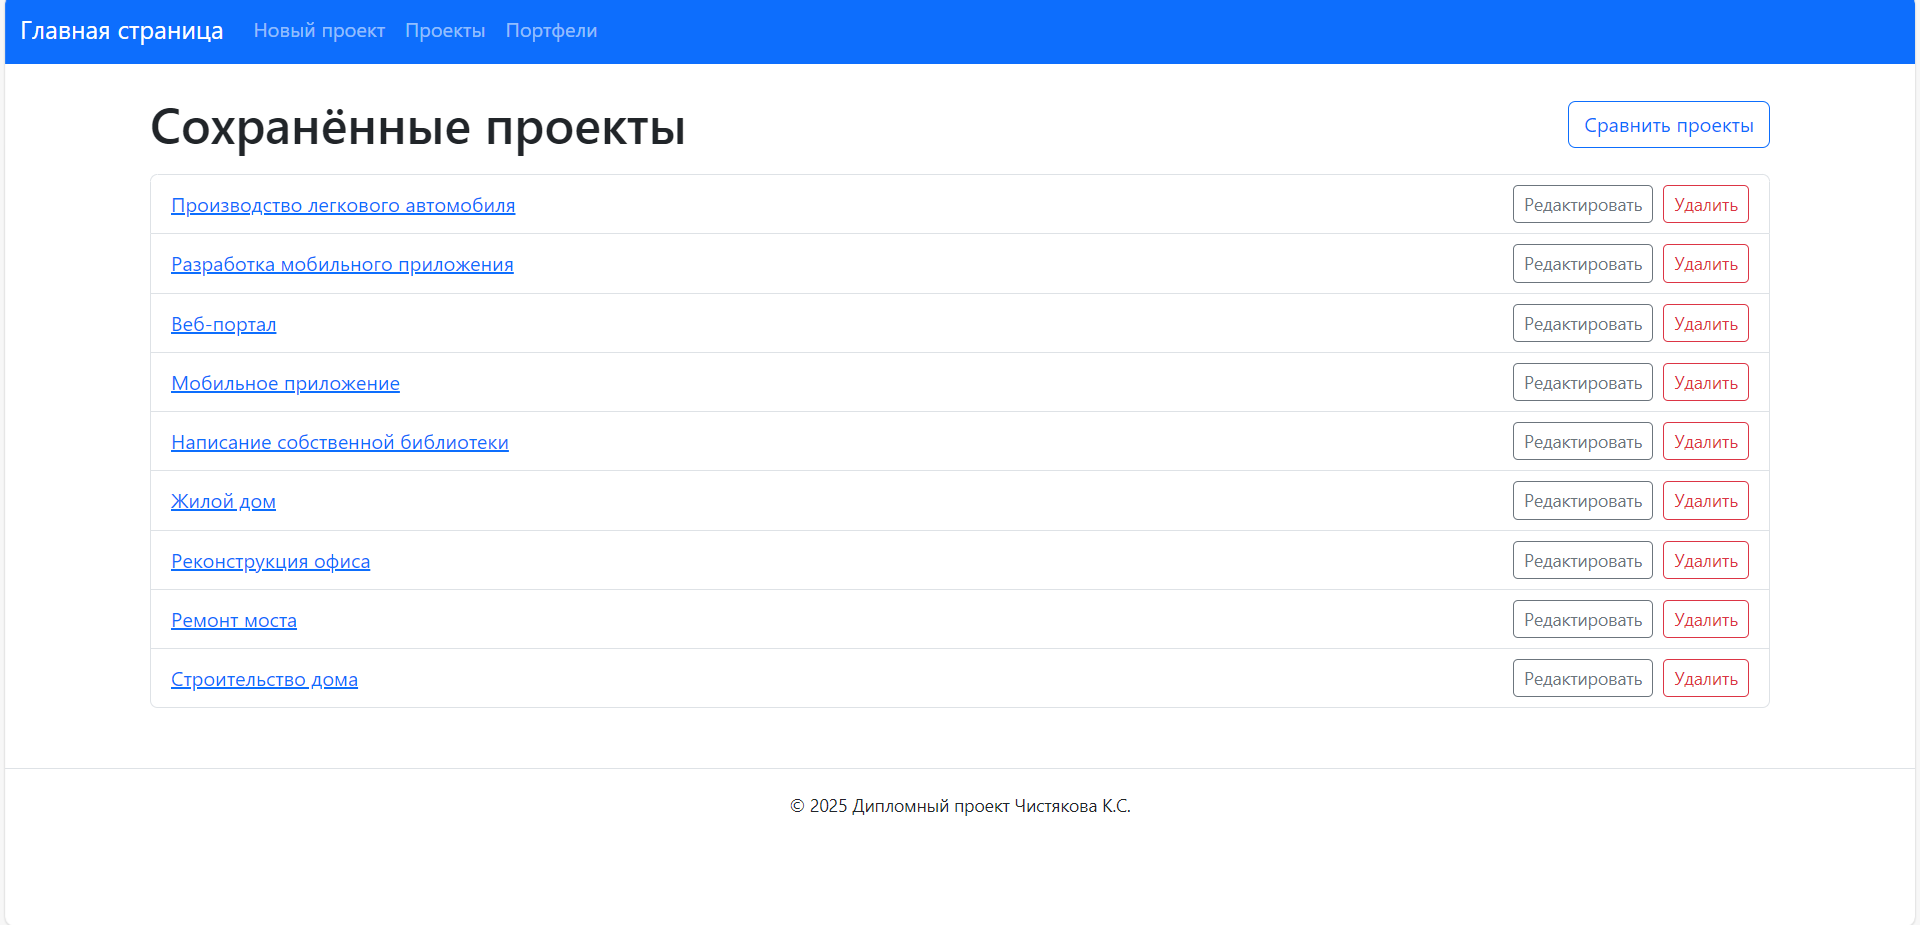 Главная страница Новый проект Проекты Портфели
Сохранённые проекты Сравнить проекты
Производство легкового автомобиля Редактировать Удалить
Разработка мобильного приложения Редактировать Удалить
Веб-портал Редактировать Удалить
Мобильное приложение Редактировать Удалить
Написание собственной библиотеки Редактировать Удалить
Жилой дом Редактировать Удалить
Реконструкция офиса Редактировать Удалить
Ремонт моста Редактировать Удалить
Строительство дома Редактировать Удалить
© 2025 Дипломный проект Чистякова К.С.